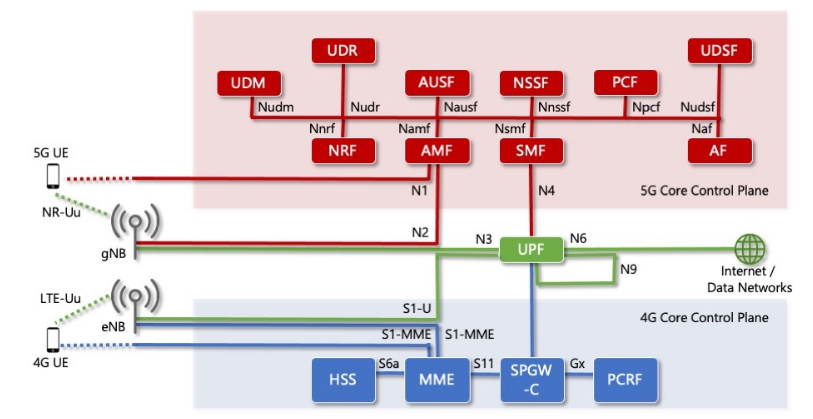 UDR
UDSF
UDM
AUSF
NSSF
PCF
Nudm
Nudr
Nausf
Nnssf
Npcf
Nudsf
Nnrf
Namf
Nsmf
Naf
NRF
AMF
SMF
AF
5G UE
N1
N4
5G Core Control Plane
NR-Uu
N2
N3
UPF
N6
gNB
N9
Internet /
Data Networks
LTE-Uu
S1-U
eNB
4G Core Control Plane
S1-MME
S1-MME
4G UE
HSS
S6a
MME
S11
SPGW
-C
Gx
PCRF